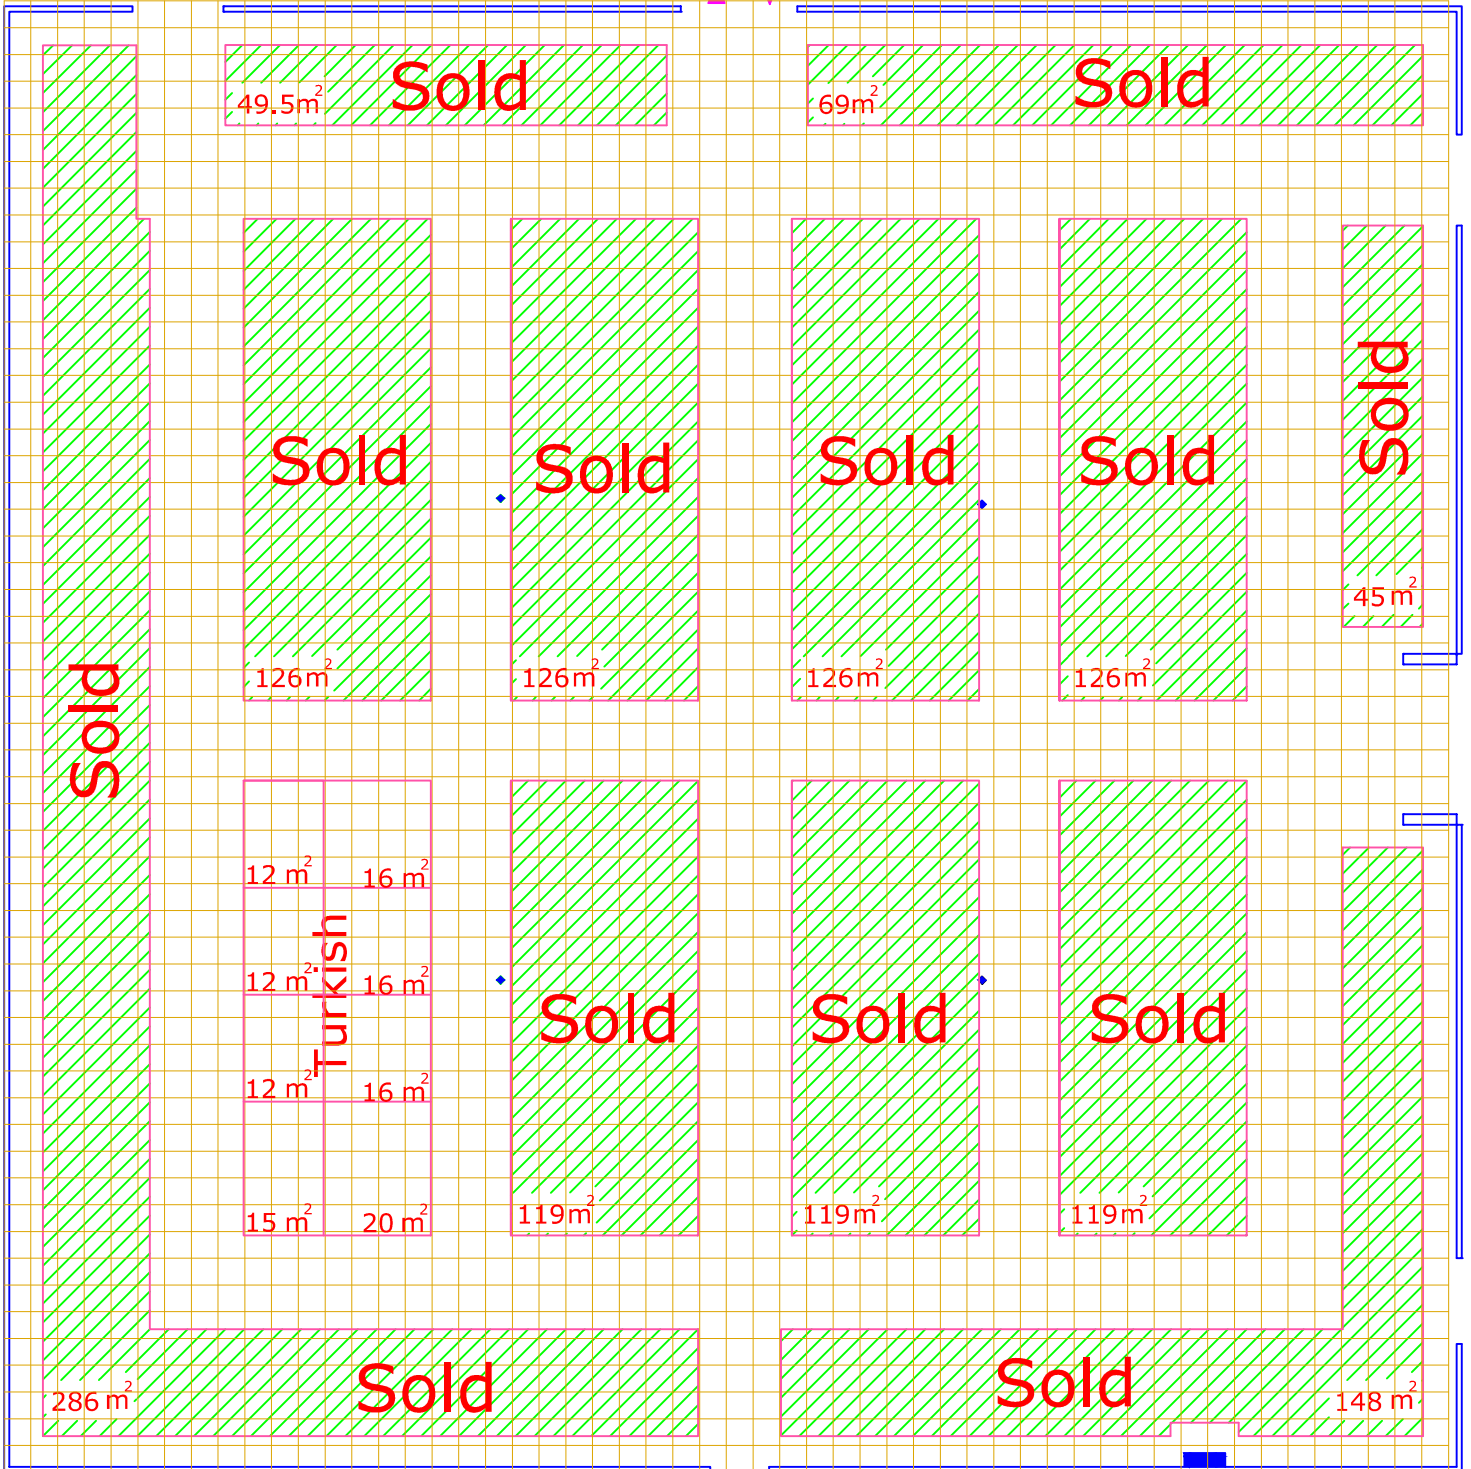 Sold
49.5m²
Sold
69m²
Sold
Sold
Sold
Sold
Sold
126m²
126m²
126m²
126m²
45m²
Sold
12 m²
16 m²
12 m²
16 m²
Turkish
12 m²
16 m²
15 m²
20 m²
Sold
119m²
Sold
119m²
Sold
119m²
286 m²
Sold
Sold
148 m²